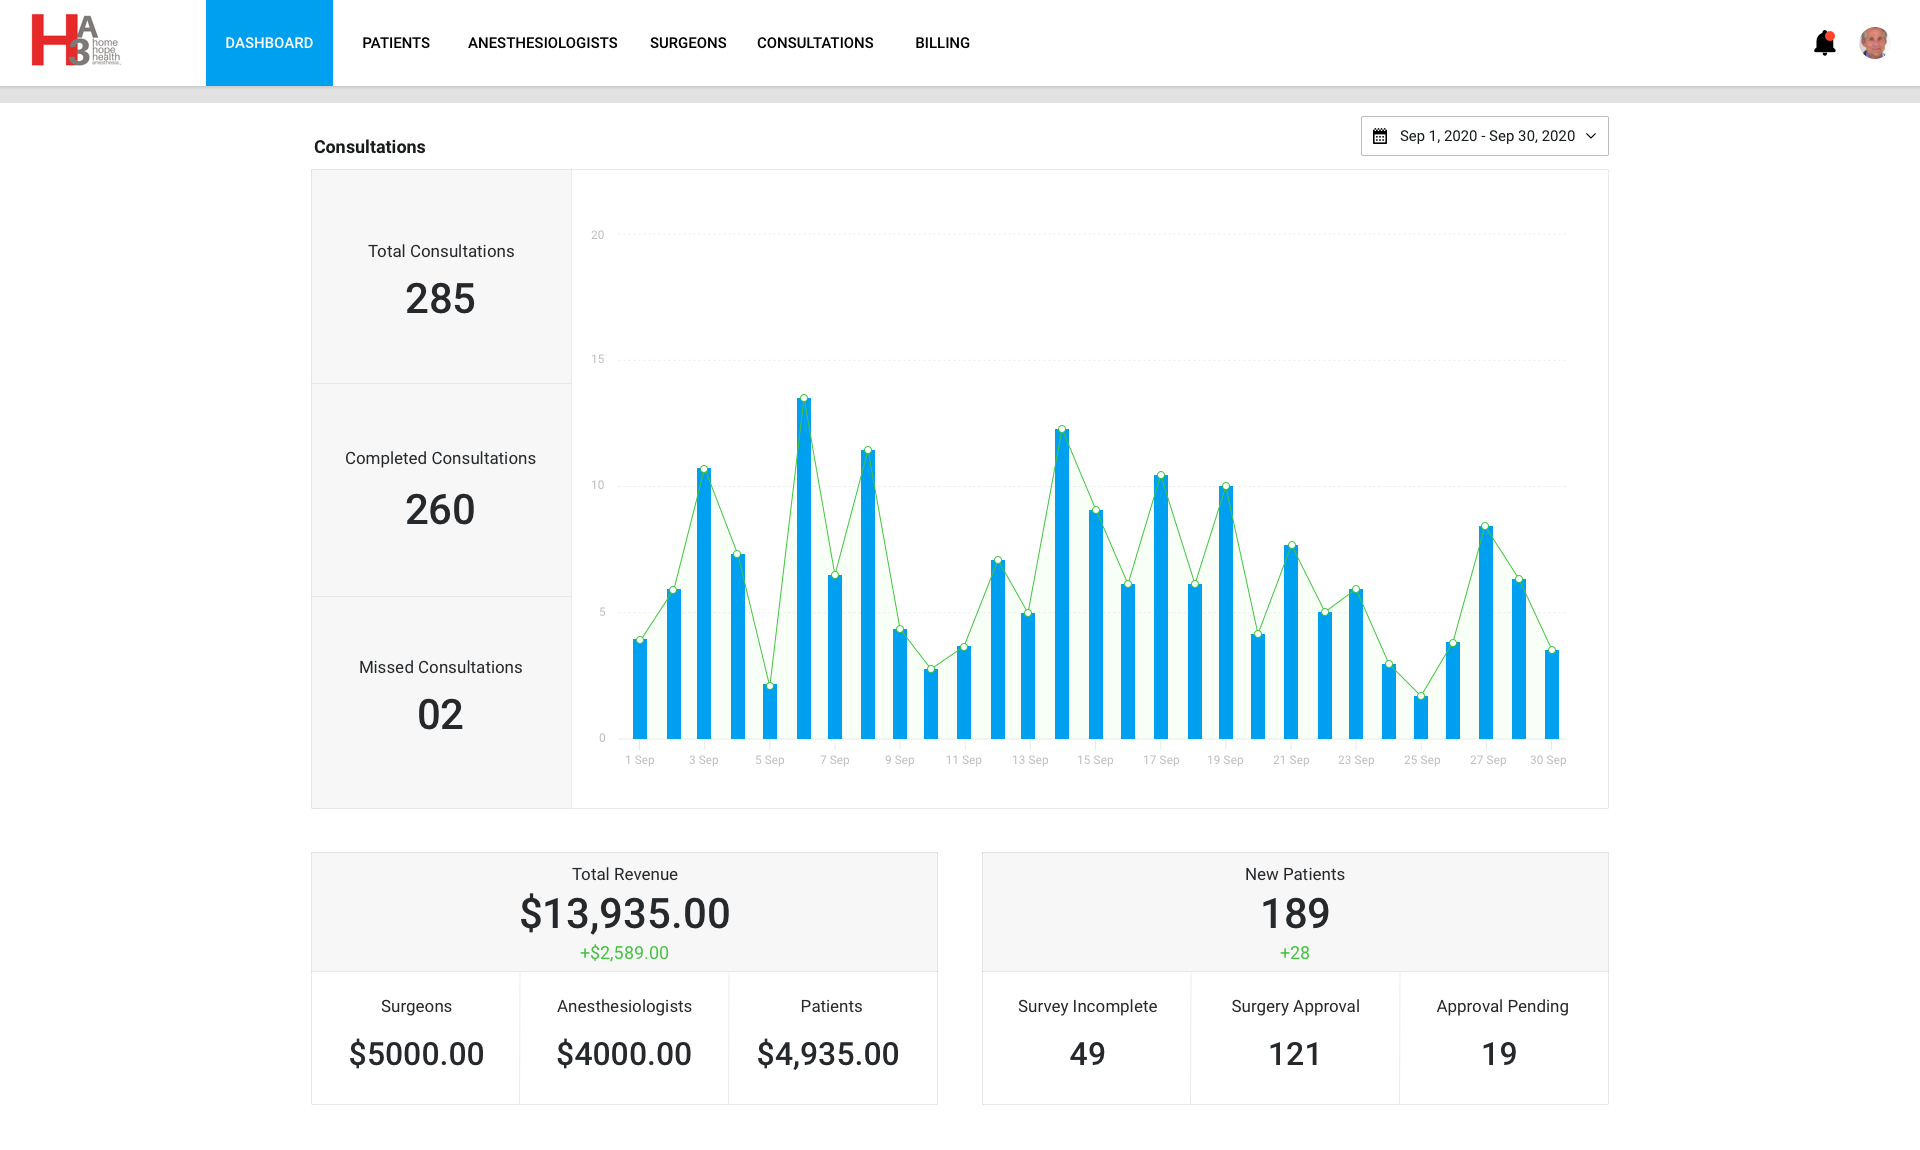 HA3
home
hope
health
anesthesia
DASHBOARD PATIENTS ANESTHESIOLOGISTS SURGEONS CONSULTATIONS BILLING
Consultations
Sep 1, 2020 - Sep 30, 2020
Total Consultations
285
Completed Consultations
260
Missed Consultations
02
20
15
10
5
0
1 Sep 3 Sep 5 Sep 7 Sep 9 Sep 11 Sep 13 Sep 15 Sep 17 Sep 19 Sep 21 Sep 23 Sep 25 Sep 27 Sep 30 Sep
Total Revenue
$13,935.00
+$2,589.00
Surgeons Anesthesiologists Patients
$5000.00 $4000.00 $4,935.00
New Patients
189
+28
Survey Incomplete Surgery Approval Approval Pending
49 121 19